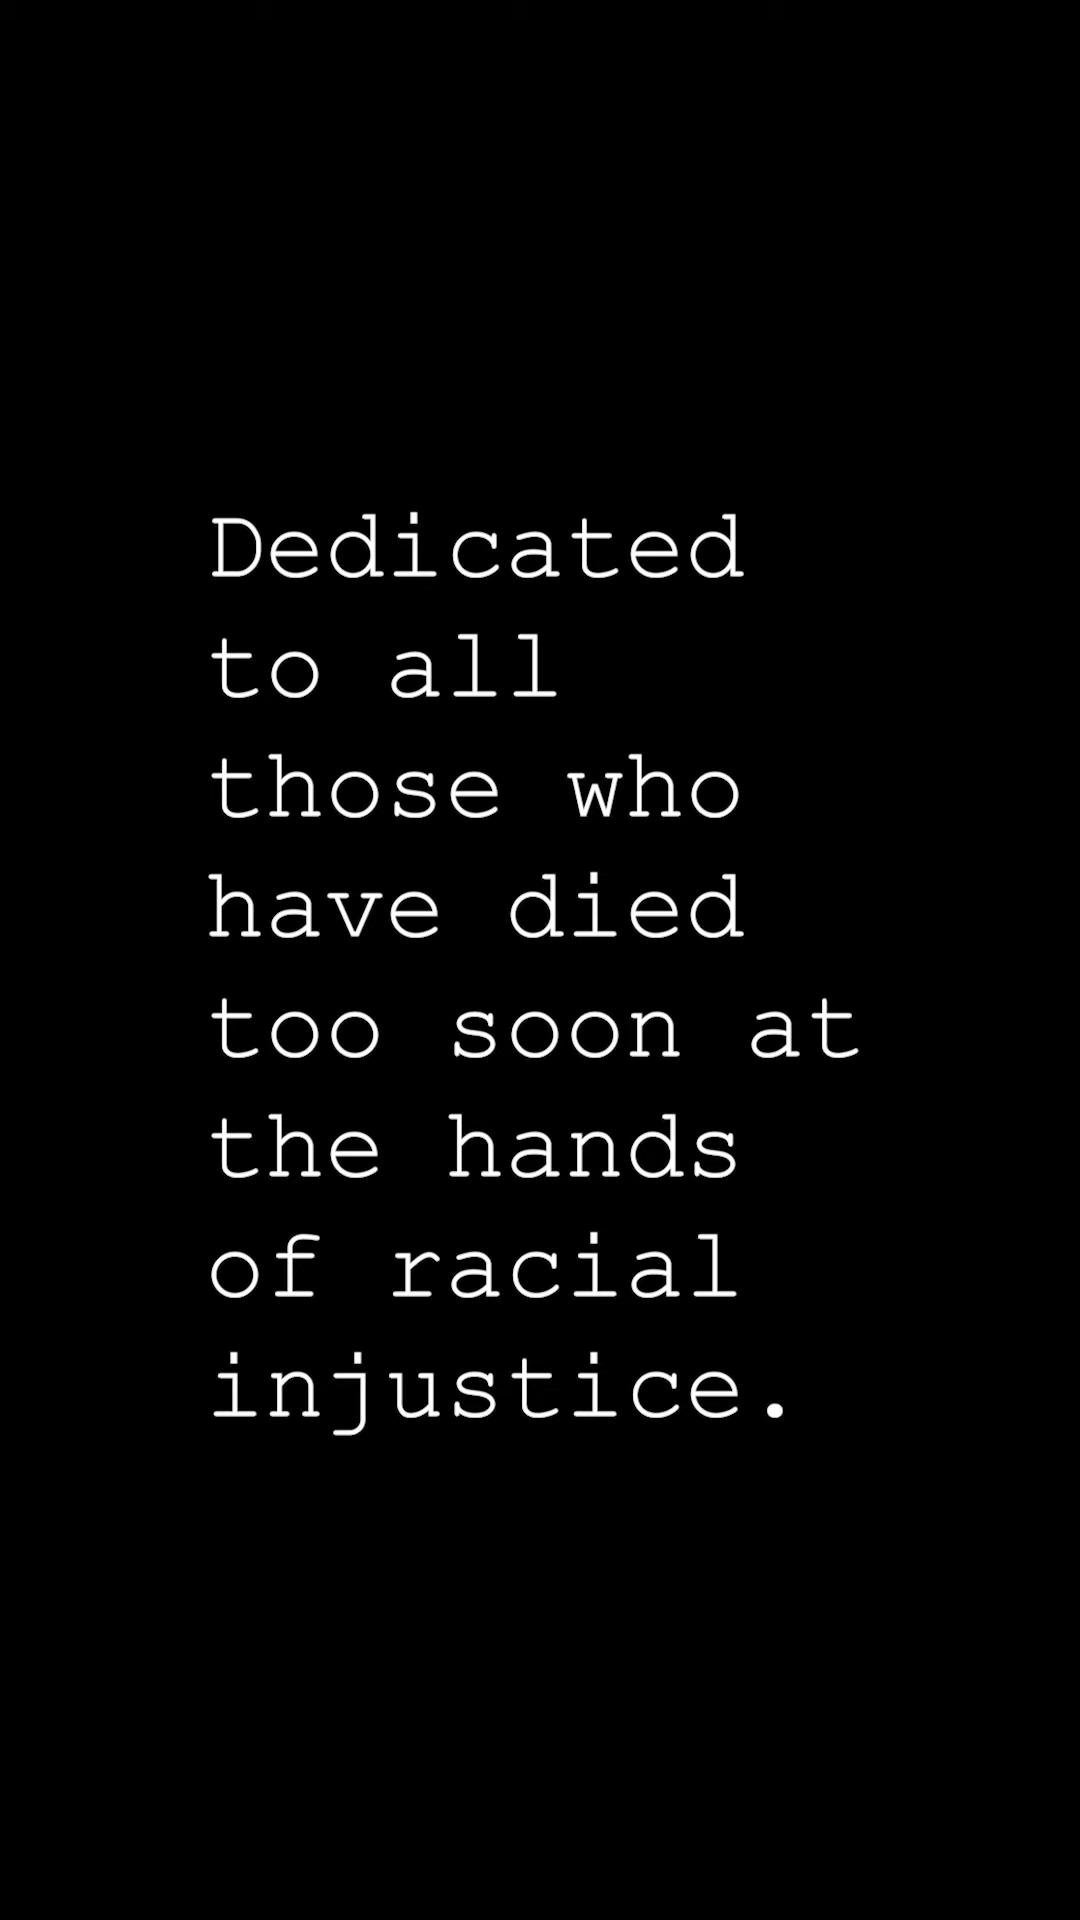 Dedicated
to all
those who
have died
too soon at
the hands
of racial
injustice.